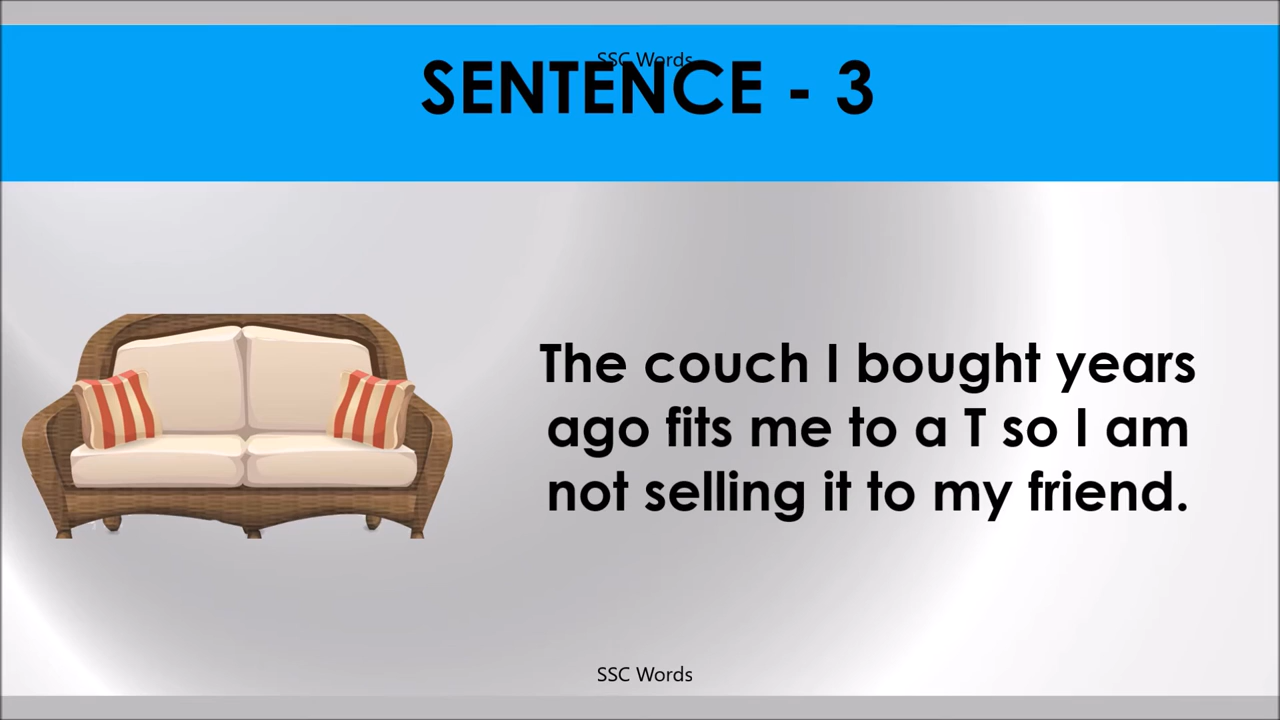 SSC Words
SENTENCE - 3
The couch I bought years
ago fits me to a T so I am
not selling it to my friend.
SSC Words